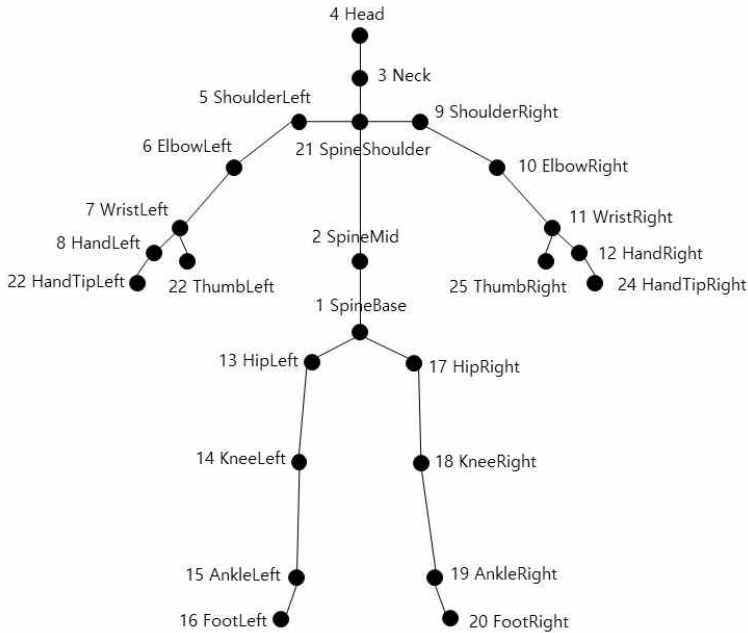 4 Head
3 Neck
5 ShoulderLeft
9 ShoulderRight
21 SpineShoulder
6 ElbowLeft
10 ElbowRight
7 WristLeft
11 WristRight
8 HandLeft
2 SpineMid
12 HandRight
22 HandTipLeft
22 ThumbLeft
25 ThumbRight
24 HandTipRight
1 SpineBase
13 HipLeft
17 HipRight
14 KneeLeft
18 KneeRight
15 AnkleLeft
19 AnkleRight
16 FootLeft
20 FootRight